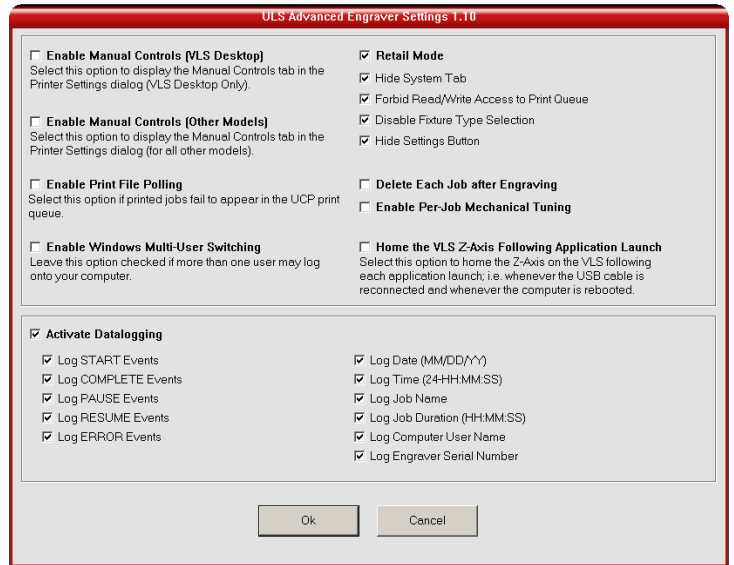 ULS Advanced Engraver Settings 1.10
Enable Manual Controls (VLS Desktop)
Select this option to display the Manual Controls tab in the
Printer Settings dialog (VLS Desktop Only).
Enable Manual Controls (Other Models)
Select this option to display the Manual Controls tab in the
Printer Settings dialog (for all other models).
Enable Print File Polling
Select this option if printed jobs fail to appear in the UCP print
queue.
Enable Windows Multi-User Switching
Leave this option checked if more than one user may log
onto your computer.
Retail Mode
Hide System Tab
Forbid Read/Write Access to Print Queue
Disable Fixture Type Selection
Hide Settings Button
Delete Each Job after Engraving
Enable Per-Job Mechanical Tuning
Home the VLS Z-Axis Following Application Launch
Select this option to home the Z-Axis on the VLS following
each application launch; i.e. whenever the USB cable is
reconnected and whenever the computer is rebooted.
Activate Datalogging
Log START Events
Log COMPLETE Events
Log PAUSE Events
Log RESUME Events
Log ERROR Events
Log Date (MM/DD/YY)
Log Time (24-HH:MM:SS)
Log Job Name
Log Job Duration (HH:MM:SS)
Log Computer User Name
Log Engraver Serial Number
Ok
Cancel